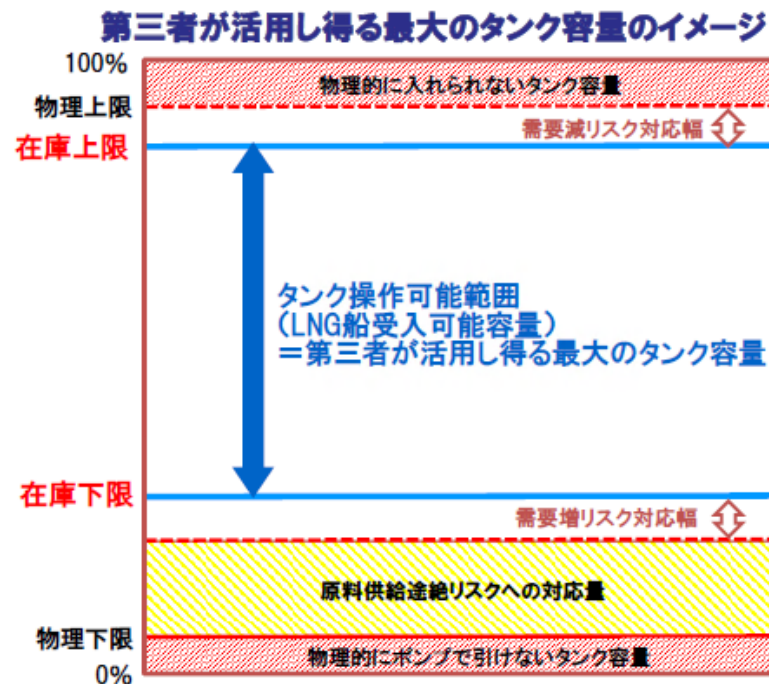 第三者が活用し得る最大のタンク容量のイメージ
100%
物理的に入れられないタンク容量
物理上限
需要減リスク対応幅
在庫上限
タンク操作可能範囲
（LNG船受入可能容量）
＝第三者が活用し得る最大のタンク容量
在庫下限
需要増リスク対応幅
原料供給途絶リスクへの対応量
物理下限
物理的にポンプで引けないタンク容量
0%